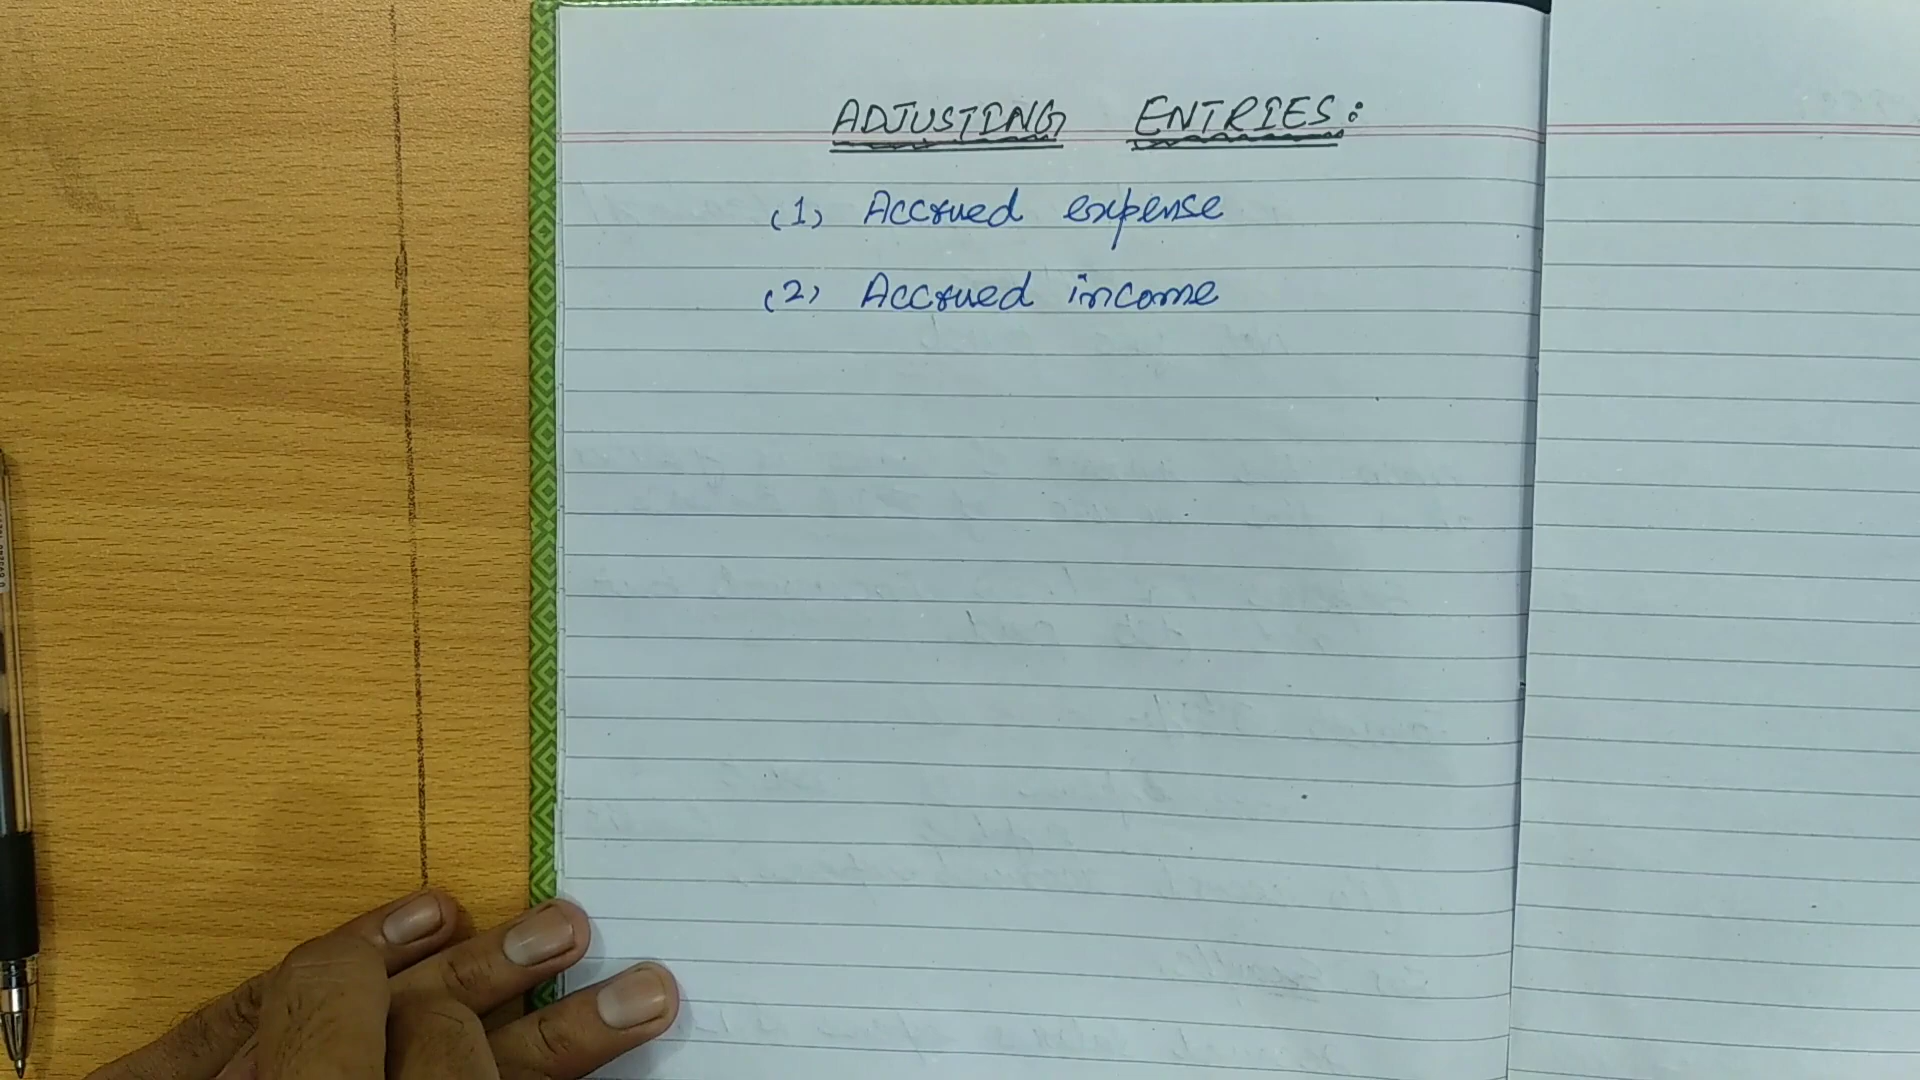 ADJUSTING ENTRIES:
(1) Accrued expense
(2) Accrued income